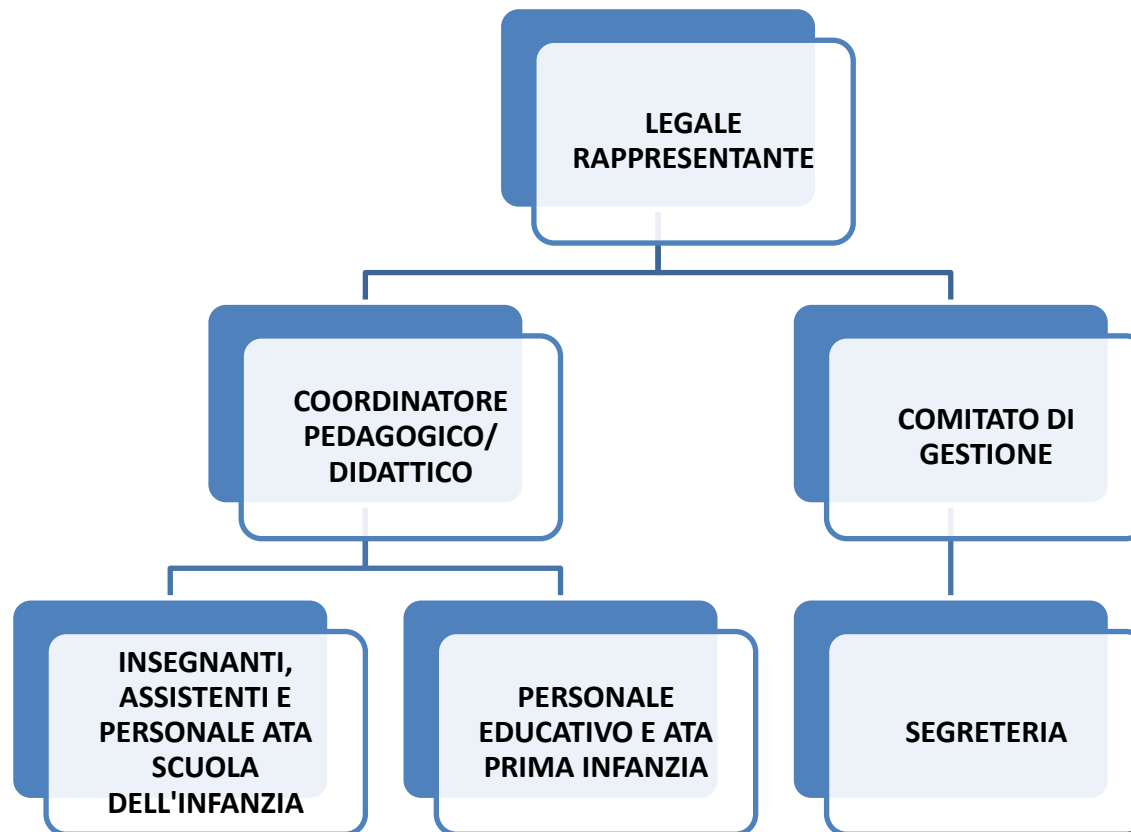 LEGALE
RAPPRESENTANTE
COORDINATORE
PEDAGOGICO/
DIDATTICO
COMITATO DI
GESTIONE
INSEGNANTI,
ASSISTENTI E
PERSONALE ATA
SCUOLA
DELL'INFANZIA
PERSONALE
EDUCATIVO E ATA
PRIMA INFANZIA
SEGRETERIA